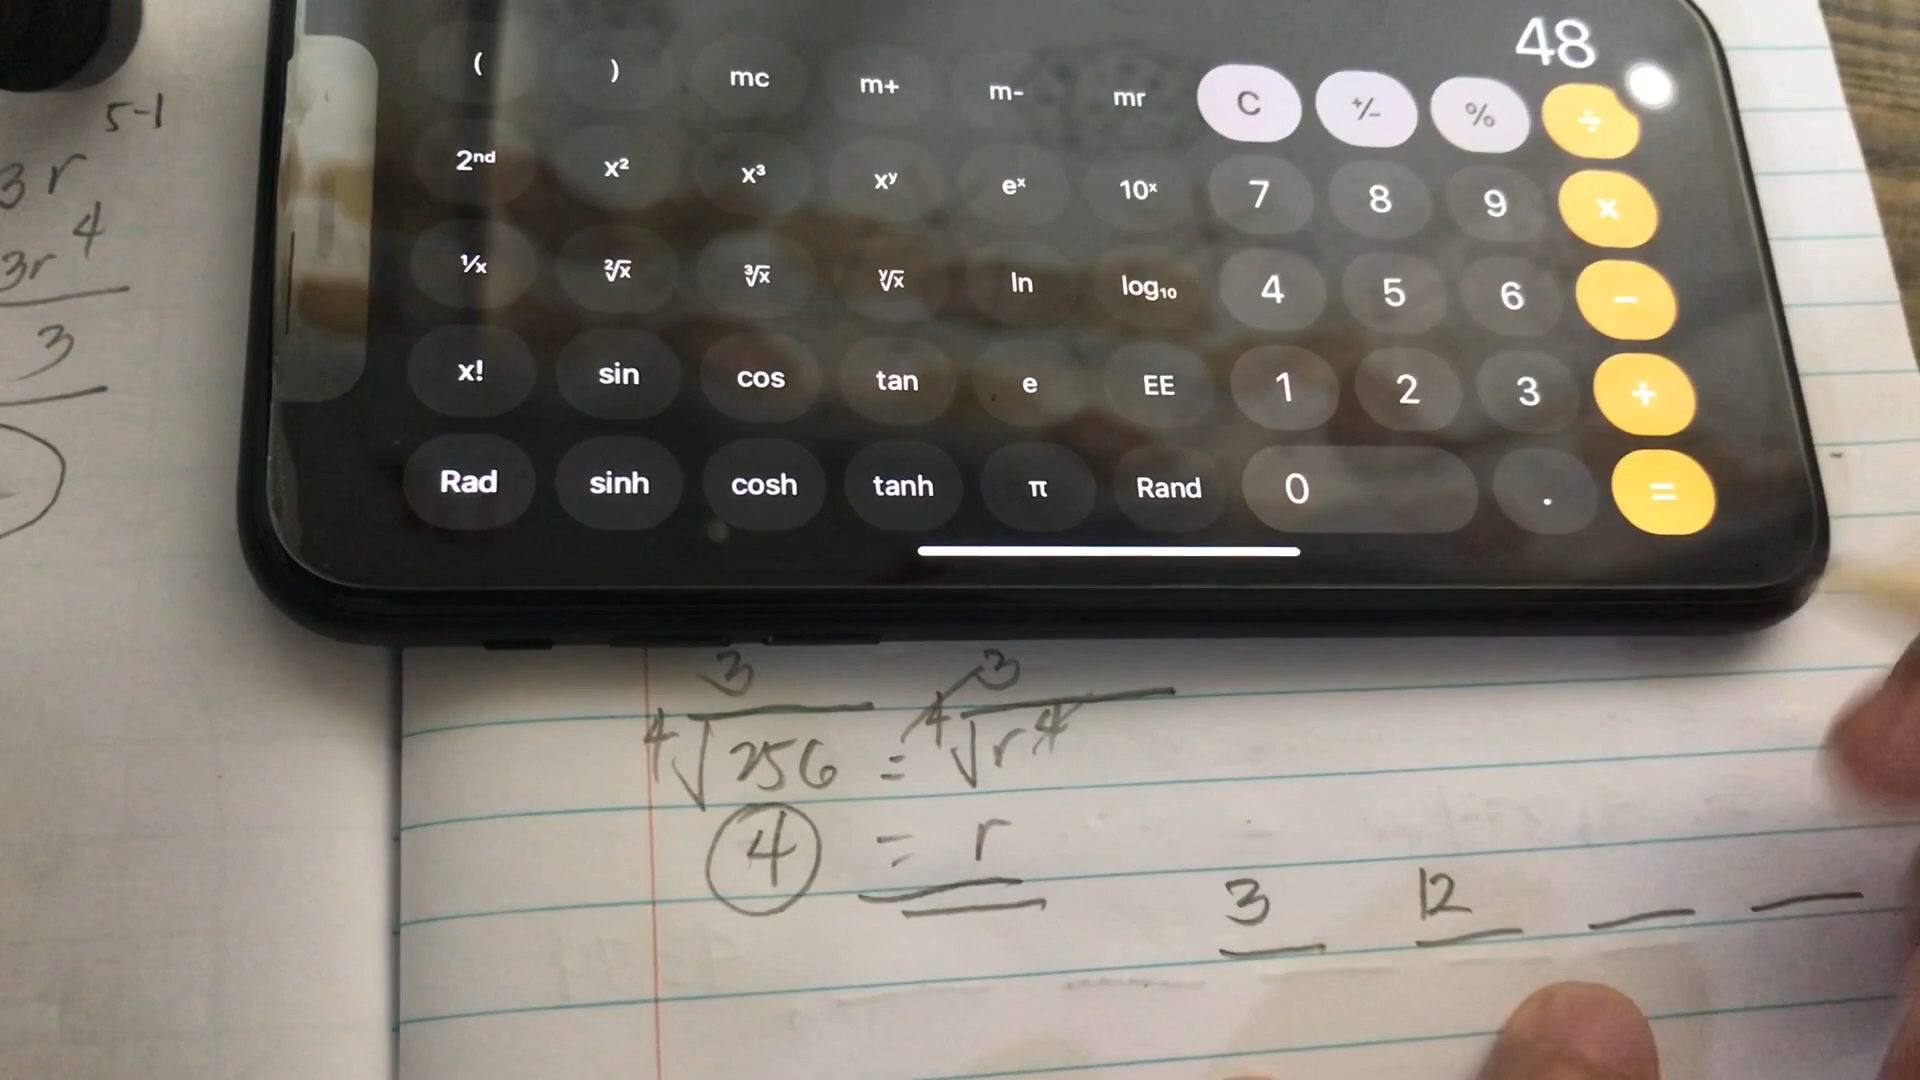 5-1
3r
3r 4
3
48
( ) mc m+ m- mr C +/- % ÷
2nd x² x³ xʸ eˣ 10ˣ 7 8 9 ×
1/x ²√x ³√x ʸ√x ln log₁₀ 4 5 6 −
x! sin cos tan e EE 1 2 3 +
Rad sinh cosh tanh π Rand 0 . =
3 3
4√256 = 4√r4
4 = r
3 12